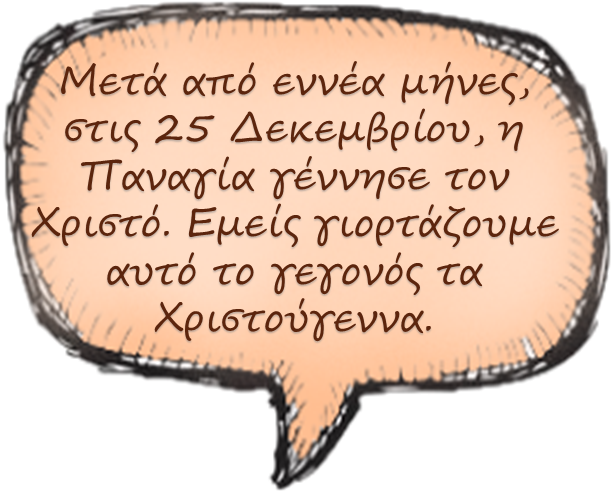 Μετά από εννέα μήνες,
στις 25 Δεκεμβρίου, η
Παναγία γέννησε τον
Χριστό. Εμείς γιορτάζουμε
αυτό το γεγονός τα
Χριστούγεννα.